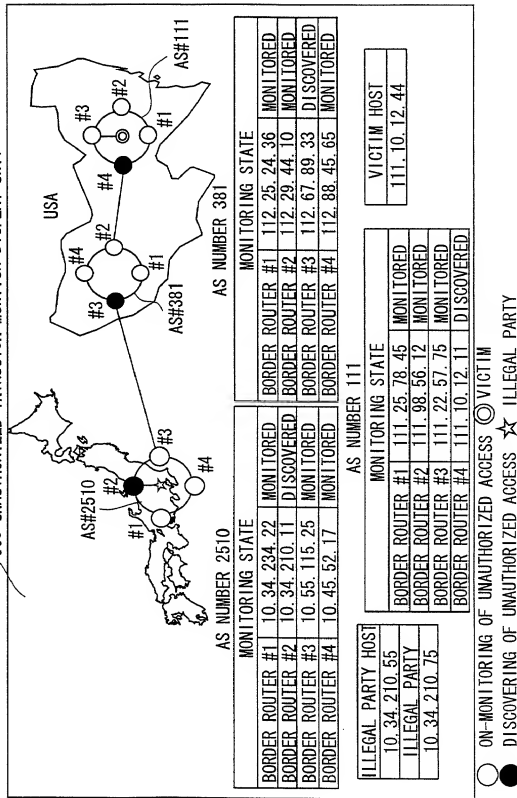 USA
#3
#2
#4
#1
AS#111
#4
#2
#3
#1
AS#381
#2
#3
#1
#4
AS#2510
AS NUMBER 2510
MONITORING STATE
BORDER ROUTER #1 10. 34. 234. 22 MONITORED
BORDER ROUTER #2 10. 34. 210. 11 DISCOVERED
BORDER ROUTER #3 10. 55. 115. 25 MONITORED
BORDER ROUTER #4 10. 45. 52. 17 MONITORED
AS NUMBER 381
MONITORING STATE
BORDER ROUTER #1 112. 25. 24. 36 MONITORED
BORDER ROUTER #2 112. 29. 44. 10 MONITORED
BORDER ROUTER #3 112. 67. 89. 33 DISCOVERED
BORDER ROUTER #4 112. 88. 45. 65 MONITORED
ILLEGAL PARTY HOST
10. 34. 210. 55
ILLEGAL PARTY
10. 34. 210. 75
AS NUMBER 111
MONITORING STATE
BORDER ROUTER #1 111. 25. 78. 45 MONITORED
BORDER ROUTER #2 111. 98. 56. 12 MONITORED
BORDER ROUTER #3 111. 22. 57. 75 MONITORED
BORDER ROUTER #4 111. 10. 12. 11 DISCOVERED
VICTIM HOST
111. 10. 12. 44
ON-MONITORING OF UNAUTHORIZED ACCESS VICTIM
DISCOVERING OF UNAUTHORIZED ACCESS ILLEGAL PARTY